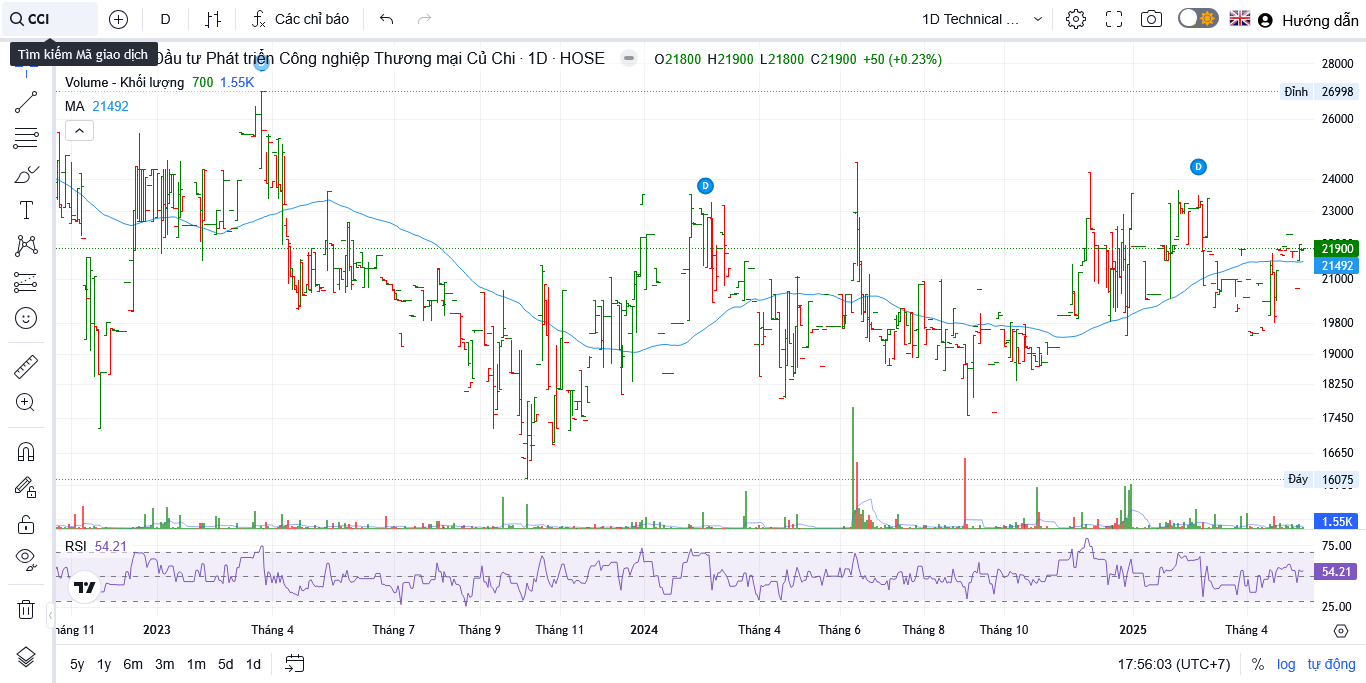 CCI D Các chỉ báo 1D Technical ... Hướng dẫn
Tìm kiếm Mã giao dịch
Đầu tư Phát triển Công nghiệp Thương mại Củ Chi · 1D · HOSE O21800 H21900 L21800 C21900 +50 (+0.23%)
Volume - Khối lượng 700 1.55K
MA 21492
28000
Đỉnh 26998
26000
24000
23000
21900
21492
21000
19800
19000
18250
17450
16650
Đáy 16075
1.55K
D
D
RSI 54.21
75.00
54.21
25.00
háng 11 2023 Tháng 4 Tháng 7 Tháng 9 Tháng 11 2024 Tháng 4 Tháng 6 Tháng 8 Tháng 10 2025 Tháng 4
5y 1y 6m 3m 1m 5d 1d 17:56:03 (UTC+7) % log tự động